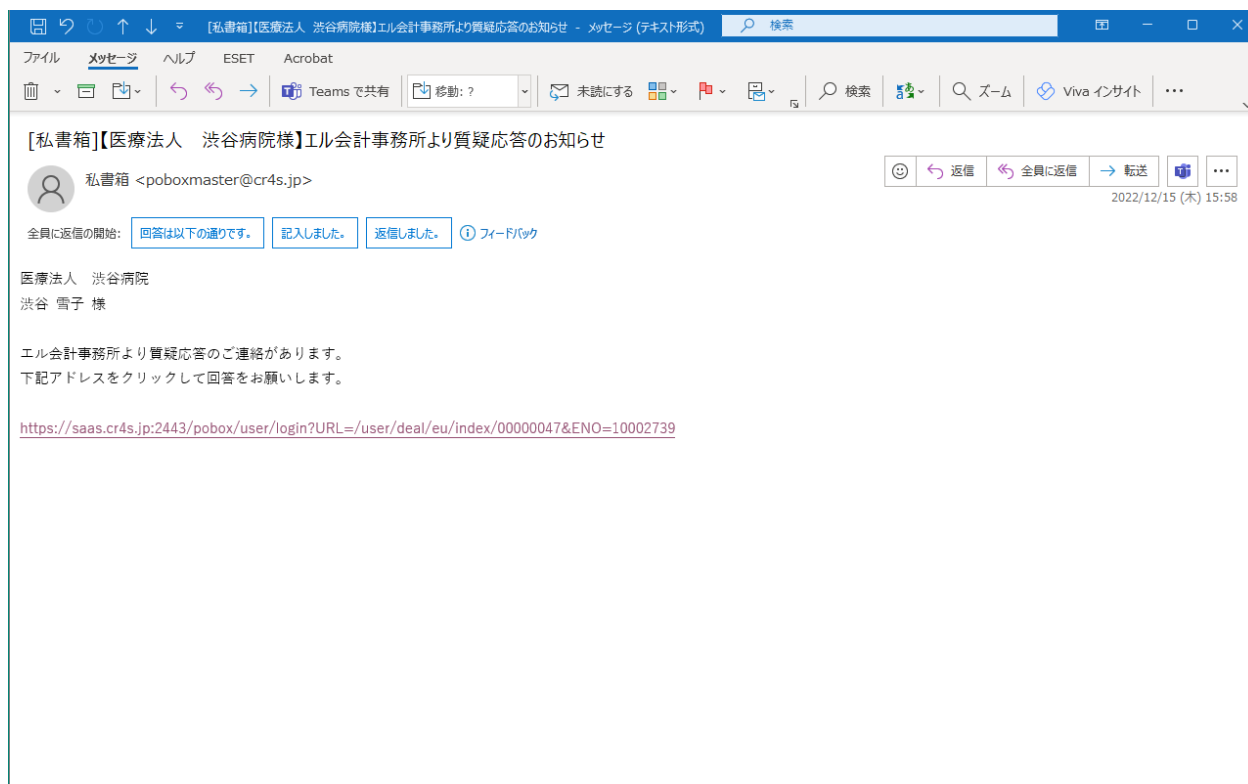 [私書箱]【医療法人　渋谷病院様】エル会計事務所より質疑応答のお知らせ - メッセージ (テキスト形式)
検索
ファイル メッセージ ヘルプ ESET Acrobat
Teams で共有 移動: ? 未読にする 検索 ズーム Viva インサイト
[私書箱]【医療法人　渋谷病院様】エル会計事務所より質疑応答のお知らせ
私書箱 <poboxmaster@cr4s.jp>
返信 全員に返信 転送
2022/12/15 (木) 15:58
全員に返信の開始: 回答は以下の通りです。 記入しました。 返信しました。 フィードバック
医療法人　渋谷病院
渋谷 雪子 様
エル会計事務所より質疑応答のご連絡があります。
下記アドレスをクリックして回答をお願いします。
https://saas.cr4s.jp:2443/pobox/user/login?URL=/user/deal/eu/index/00000047&ENO=10002739